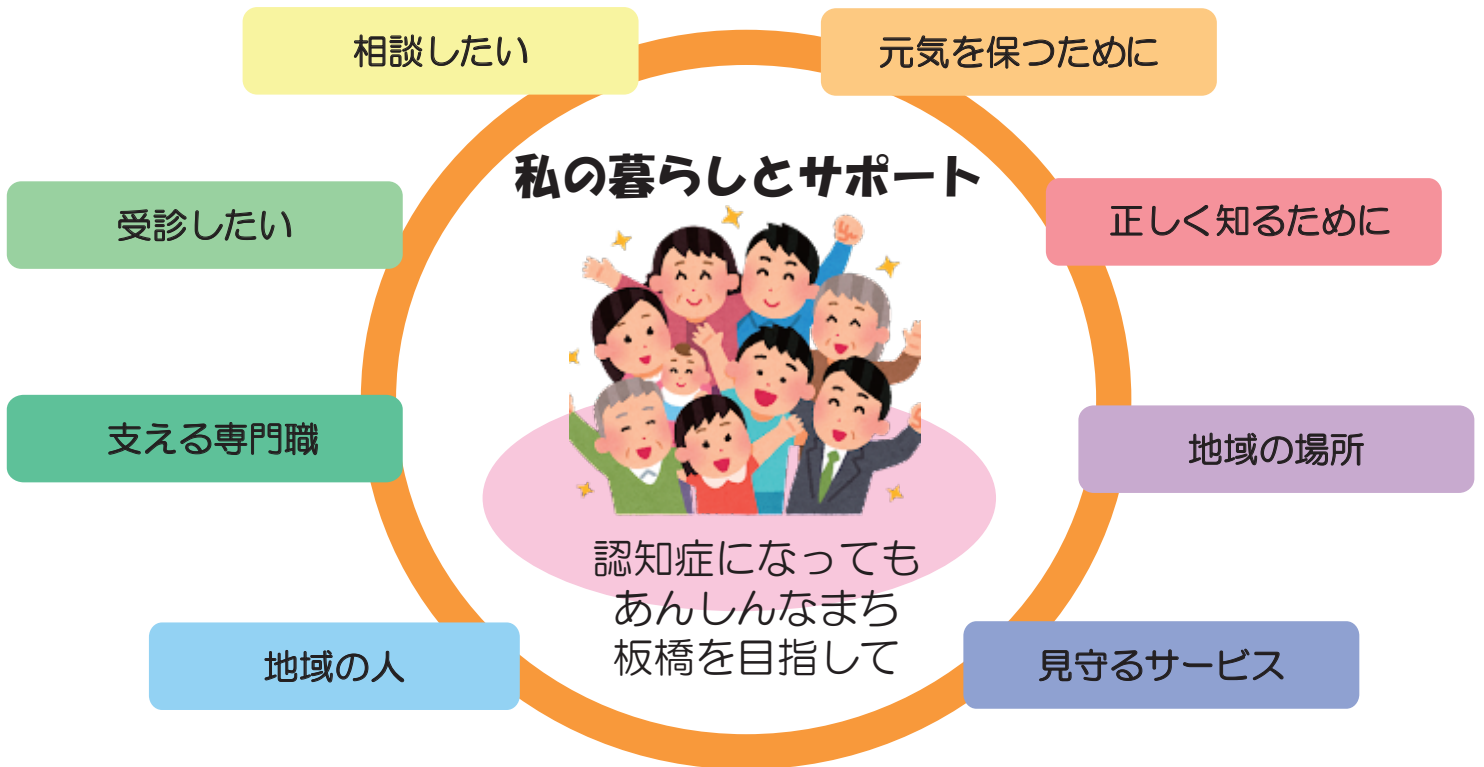 相談したい
元気を保つために
私の暮らしとサポート
受診したい
正しく知るために
支える専門職
地域の場所
認知症になっても
あんしんなまち
板橋を目指して
地域の人
見守るサービス